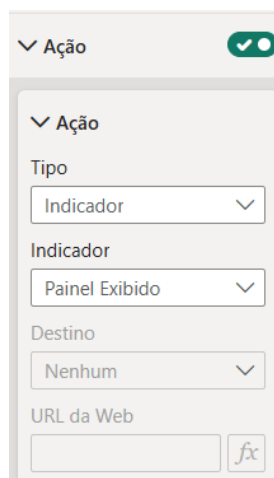 Ação
Ação
Tipo
Indicador
Indicador
Painel Exibido
Destino
Nenhum
URL da Web
fx